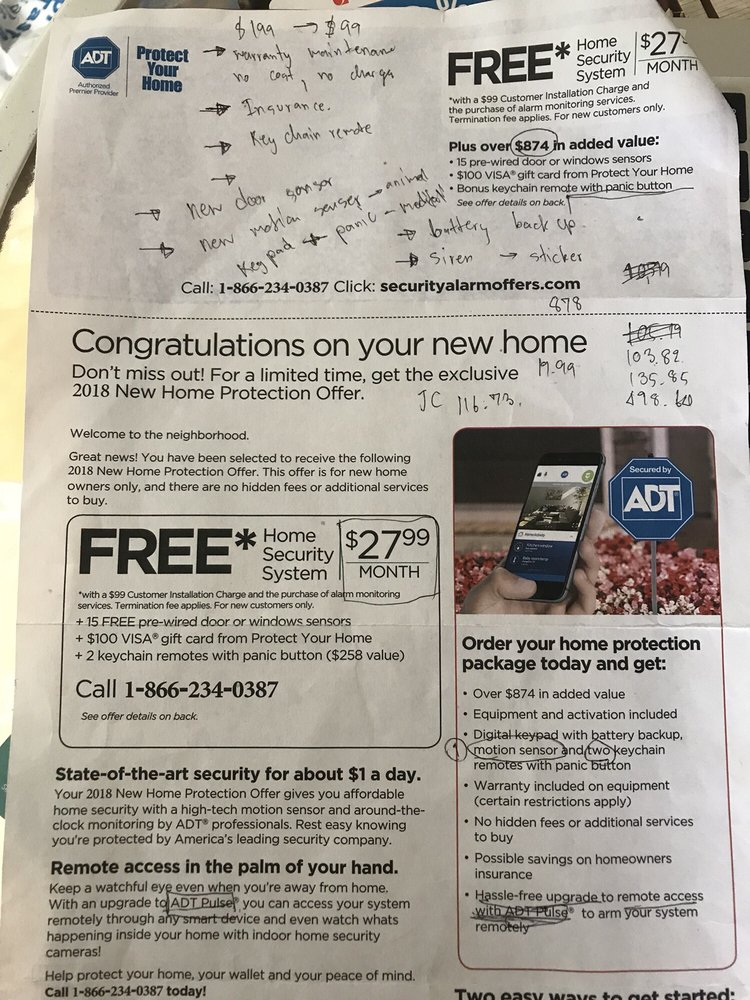 $199 → $99
ADT
Authorized
Premier Provider
Protect
Your
Home
→ warranty maintenance
no cost, no charge
→ Insurance.
→ Key chain remote
→
→ new door sensor
→ new motion senser → animal
Keypad → panic - medical
→ battery back up.
→ Siren → sticker
FREE* Home
Security
System
$27
MONTH
*with a $99 Customer Installation Charge and
the purchase of alarm monitoring services.
Termination fee applies. For new customers only.
Plus over $874 in added value:
• 15 pre-wired door or windows sensors
• $100 VISA® gift card from Protect Your Home
• Bonus keychain remote with panic button
See offer details on back.
Call: 1-866-234-0387 Click: securityalarmoffers.com
878
Congratulations on your new home
Don't miss out! For a limited time, get the exclusive
2018 New Home Protection Offer.
19.99
JC 116.73.
103.82
135.85
498.60
Welcome to the neighborhood.
Great news! You have been selected to receive the following
2018 New Home Protection Offer. This offer is for new home
owners only, and there are no hidden fees or additional services
to buy.
FREE* Home
Security
System
$27.99
MONTH
*with a $99 Customer Installation Charge and the purchase of alarm monitoring
services. Termination fee applies. For new customers only.
+ 15 FREE pre-wired door or windows sensors
+ $100 VISA® gift card from Protect Your Home
+ 2 keychain remotes with panic button ($258 value)
Call 1-866-234-0387
See offer details on back.
State-of-the-art security for about $1 a day.
Your 2018 New Home Protection Offer gives you affordable
home security with a high-tech motion sensor and around-the-
clock monitoring by ADT® professionals. Rest easy knowing
you're protected by America's leading security company.
Remote access in the palm of your hand.
Keep a watchful eye even when you're away from home.
With an upgrade to ADT Pulse® you can access your system
remotely through any smart device and even watch whats
happening inside your home with indoor home security
cameras!
Help protect your home, your wallet and your peace of mind.
Call 1-866-234-0387 today!
Secured by
ADT
Order your home protection
package today and get:
• Over $874 in added value
• Equipment and activation included
• Digital keypad with battery backup,
1 motion sensor and two keychain
remotes with panic button
• Warranty included on equipment
(certain restrictions apply)
• No hidden fees or additional services
to buy
• Possible savings on homeowners
insurance
• Hassle-free upgrade to remote access
with ADT Pulse® to arm your system
remotely
Two easy ways to get started: